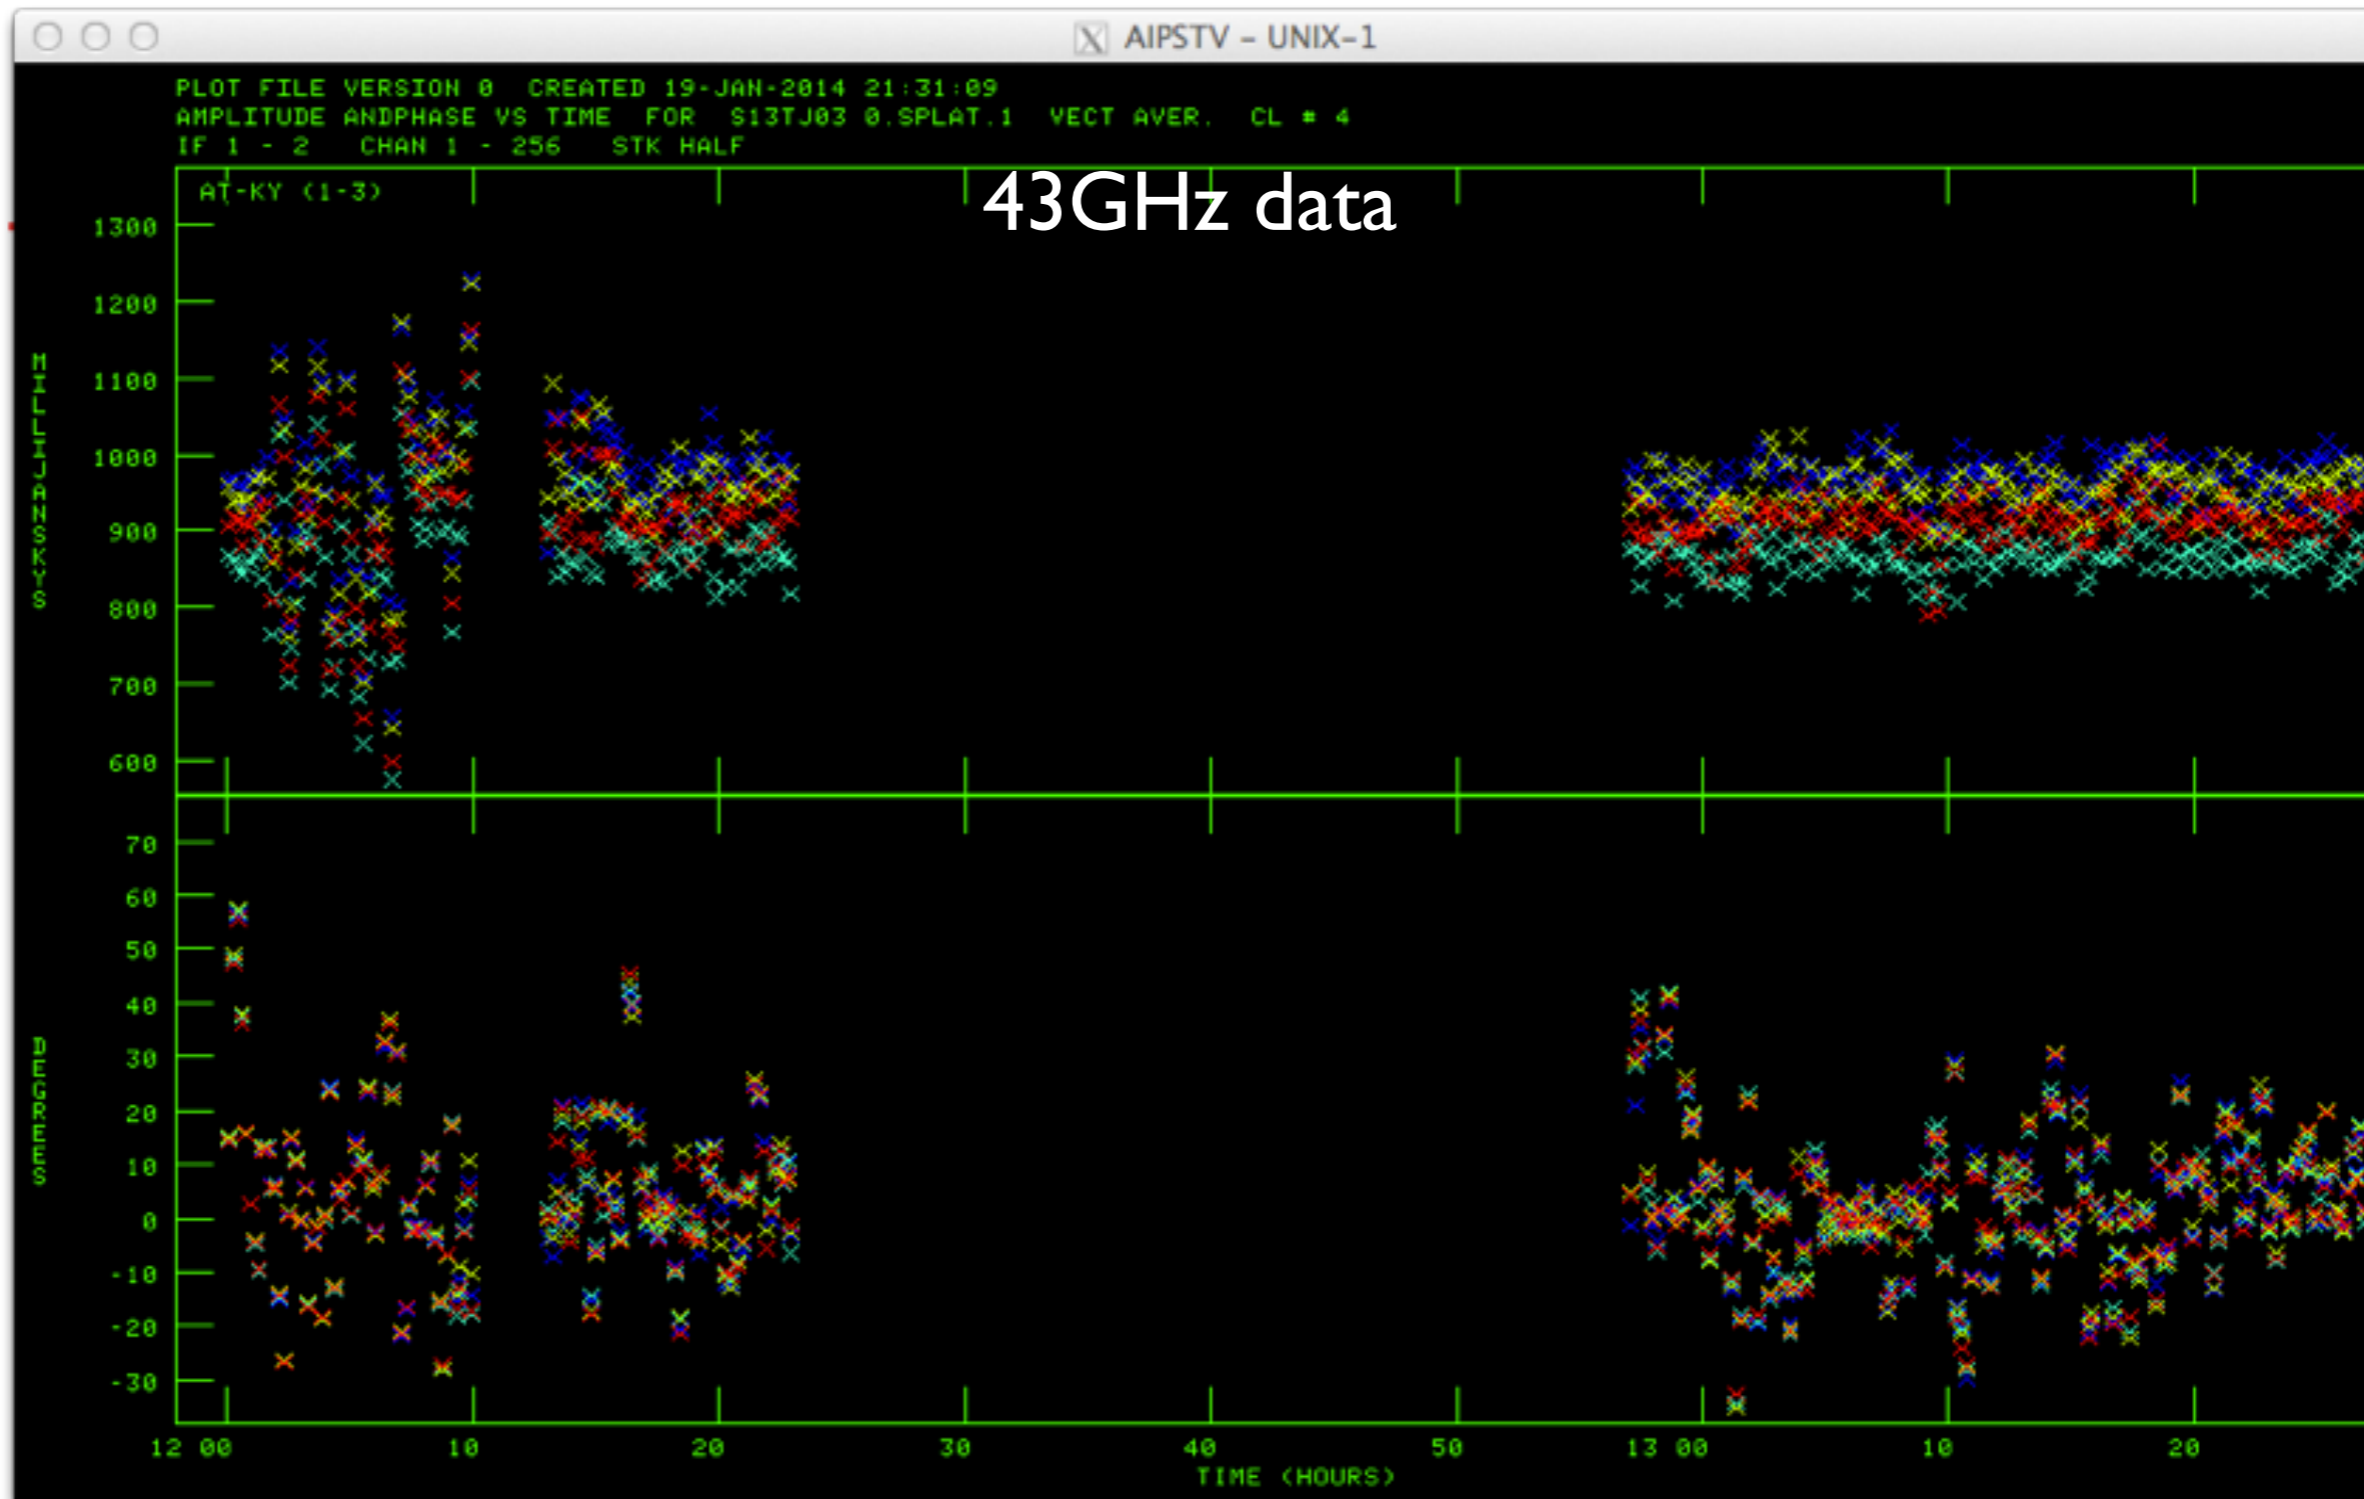 AIPSTV - UNIX-1
PLOT FILE VERSION 0 CREATED 19-JAN-2014 21:31:09
AMPLITUDE ANDPHASE VS TIME FOR S13TJ03 0.SPLAT.1 VECT AVER. CL # 4
IF 1 - 2 CHAN 1 - 256 STK HALF
AT-KY (1-3)
43GHz data
1300
1200
1100
1000
900
800
700
600
MILLIJANSKYS
70
60
50
40
30
20
10
0
-10
-20
-30
DEGREES
12 00 10 20 30 40 50 13 00 10 20
TIME (HOURS)